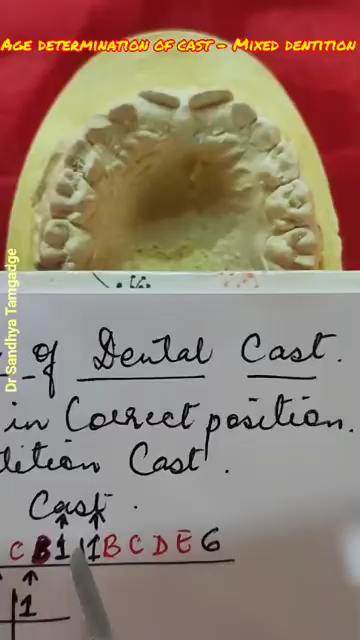 Age determination of cast - Mixed dentition
Dr Sandhya Tamgadge
of Dental Cast.
in Correct position.
tition Cast.
Cast.
C B 1 1 B C D E 6
1